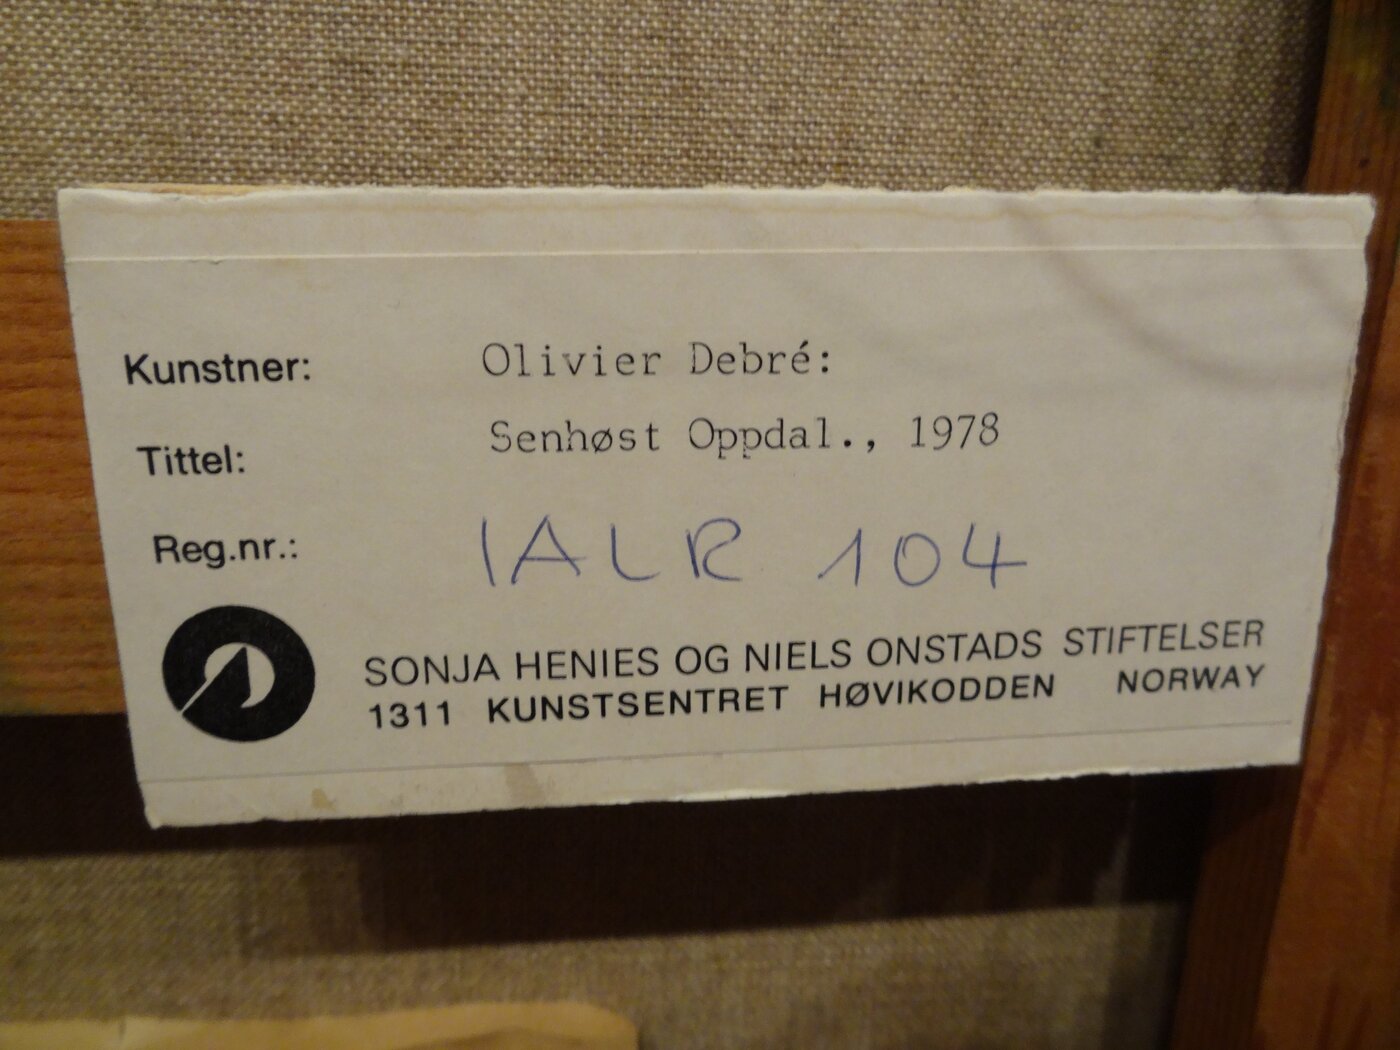 Kunstner: Olivier Debré:
Tittel: Senhøst Oppdal., 1978
Reg.nr.: IALR 104
SONJA HENIES OG NIELS ONSTADS STIFTELSER
1311 KUNSTSENTRET HØVIKODDEN NORWAY